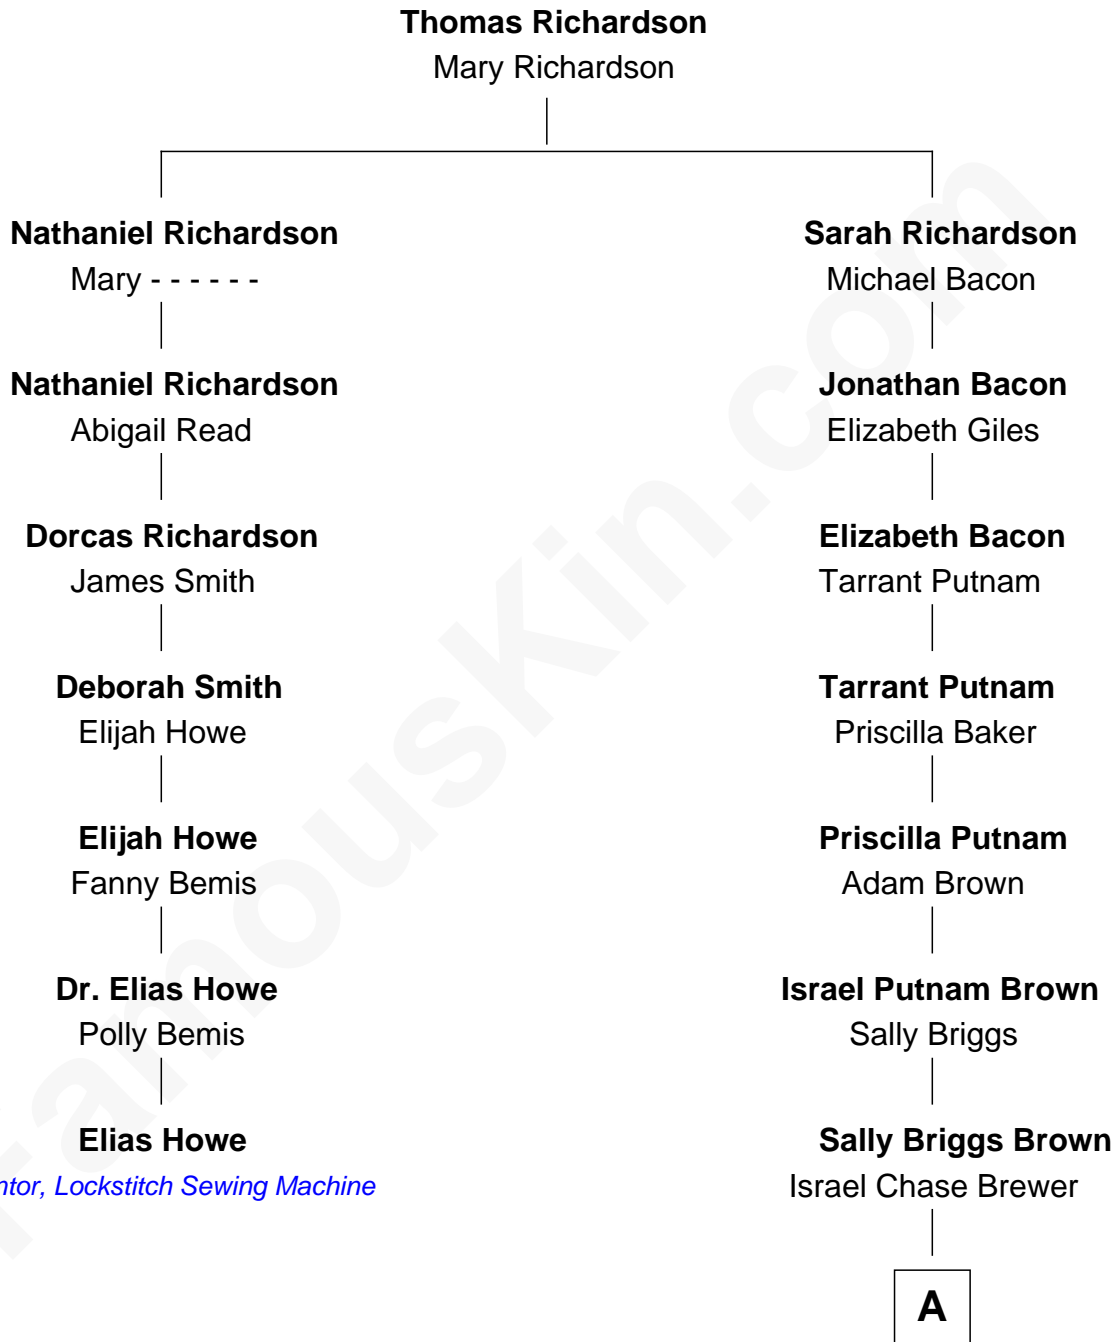 Thomas Richardson
Mary Richardson
Nathaniel Richardson
Mary - - - - - -
Nathaniel Richardson
Abigail Read
Dorcas Richardson
James Smith
Deborah Smith
Elijah Howe
Elijah Howe
Fanny Bemis
Dr. Elias Howe
Polly Bemis
Elias Howe
ntor, Lockstitch Sewing Machine
Sarah Richardson
Michael Bacon
Jonathan Bacon
Elizabeth Giles
Elizabeth Bacon
Tarrant Putnam
Tarrant Putnam
Priscilla Baker
Priscilla Putnam
Adam Brown
Israel Putnam Brown
Sally Briggs
Sally Briggs Brown
Israel Chase Brewer
A
FamousKin.com